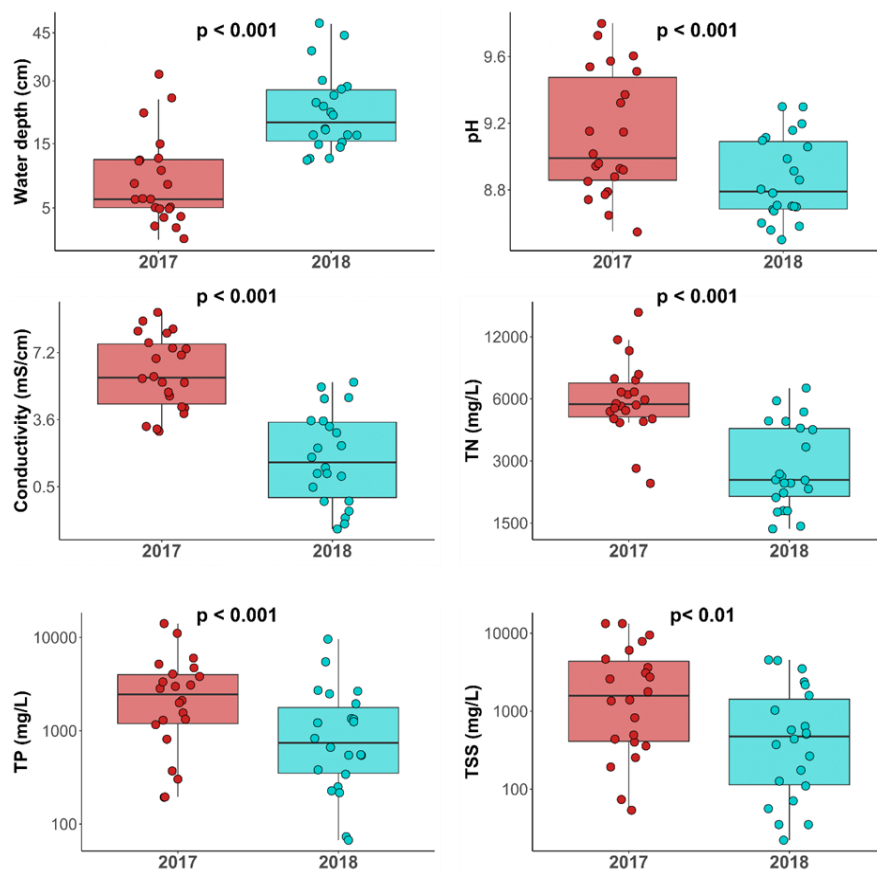 p < 0.001
Water depth (cm)
45
30
15
5
2017
2018
p < 0.001
pH
9.6
9.2
8.8
2017
2018
p < 0.001
Conductivity (mS/cm)
7.2
3.6
0.5
2017
2018
p < 0.001
TN (mg/L)
12000
6000
3000
1500
2017
2018
p < 0.001
TP (mg/L)
10000
1000
100
2017
2018
p< 0.01
TSS (mg/L)
10000
1000
100
2017
2018